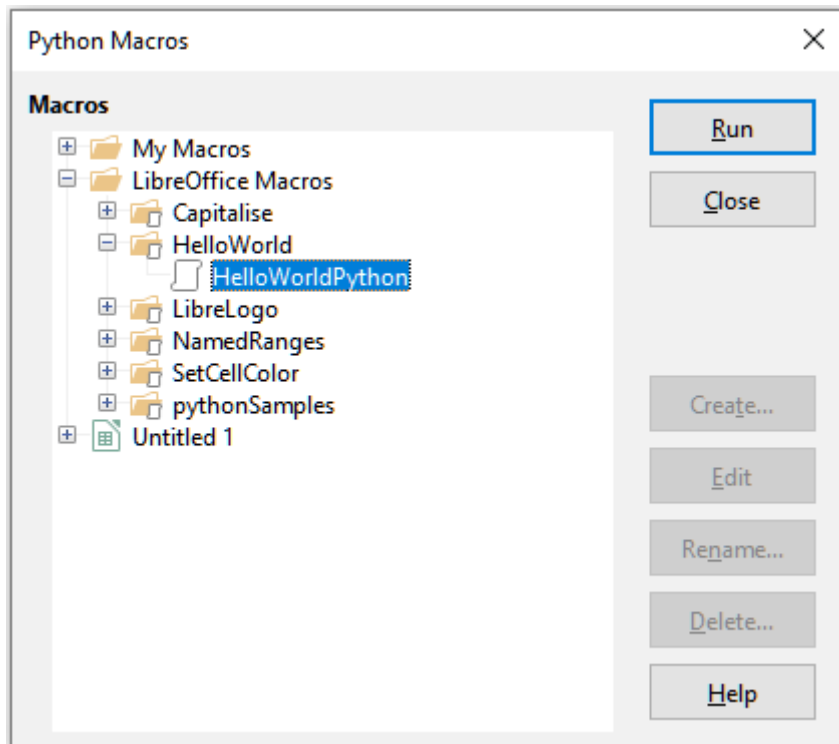 Python Macros
Macros
My Macros
LibreOffice Macros
Capitalise
HelloWorld
HelloWorldPython
LibreLogo
NamedRanges
SetCellColor
pythonSamples
Untitled 1
Run
Close
Create...
Edit
Rename...
Delete...
Help